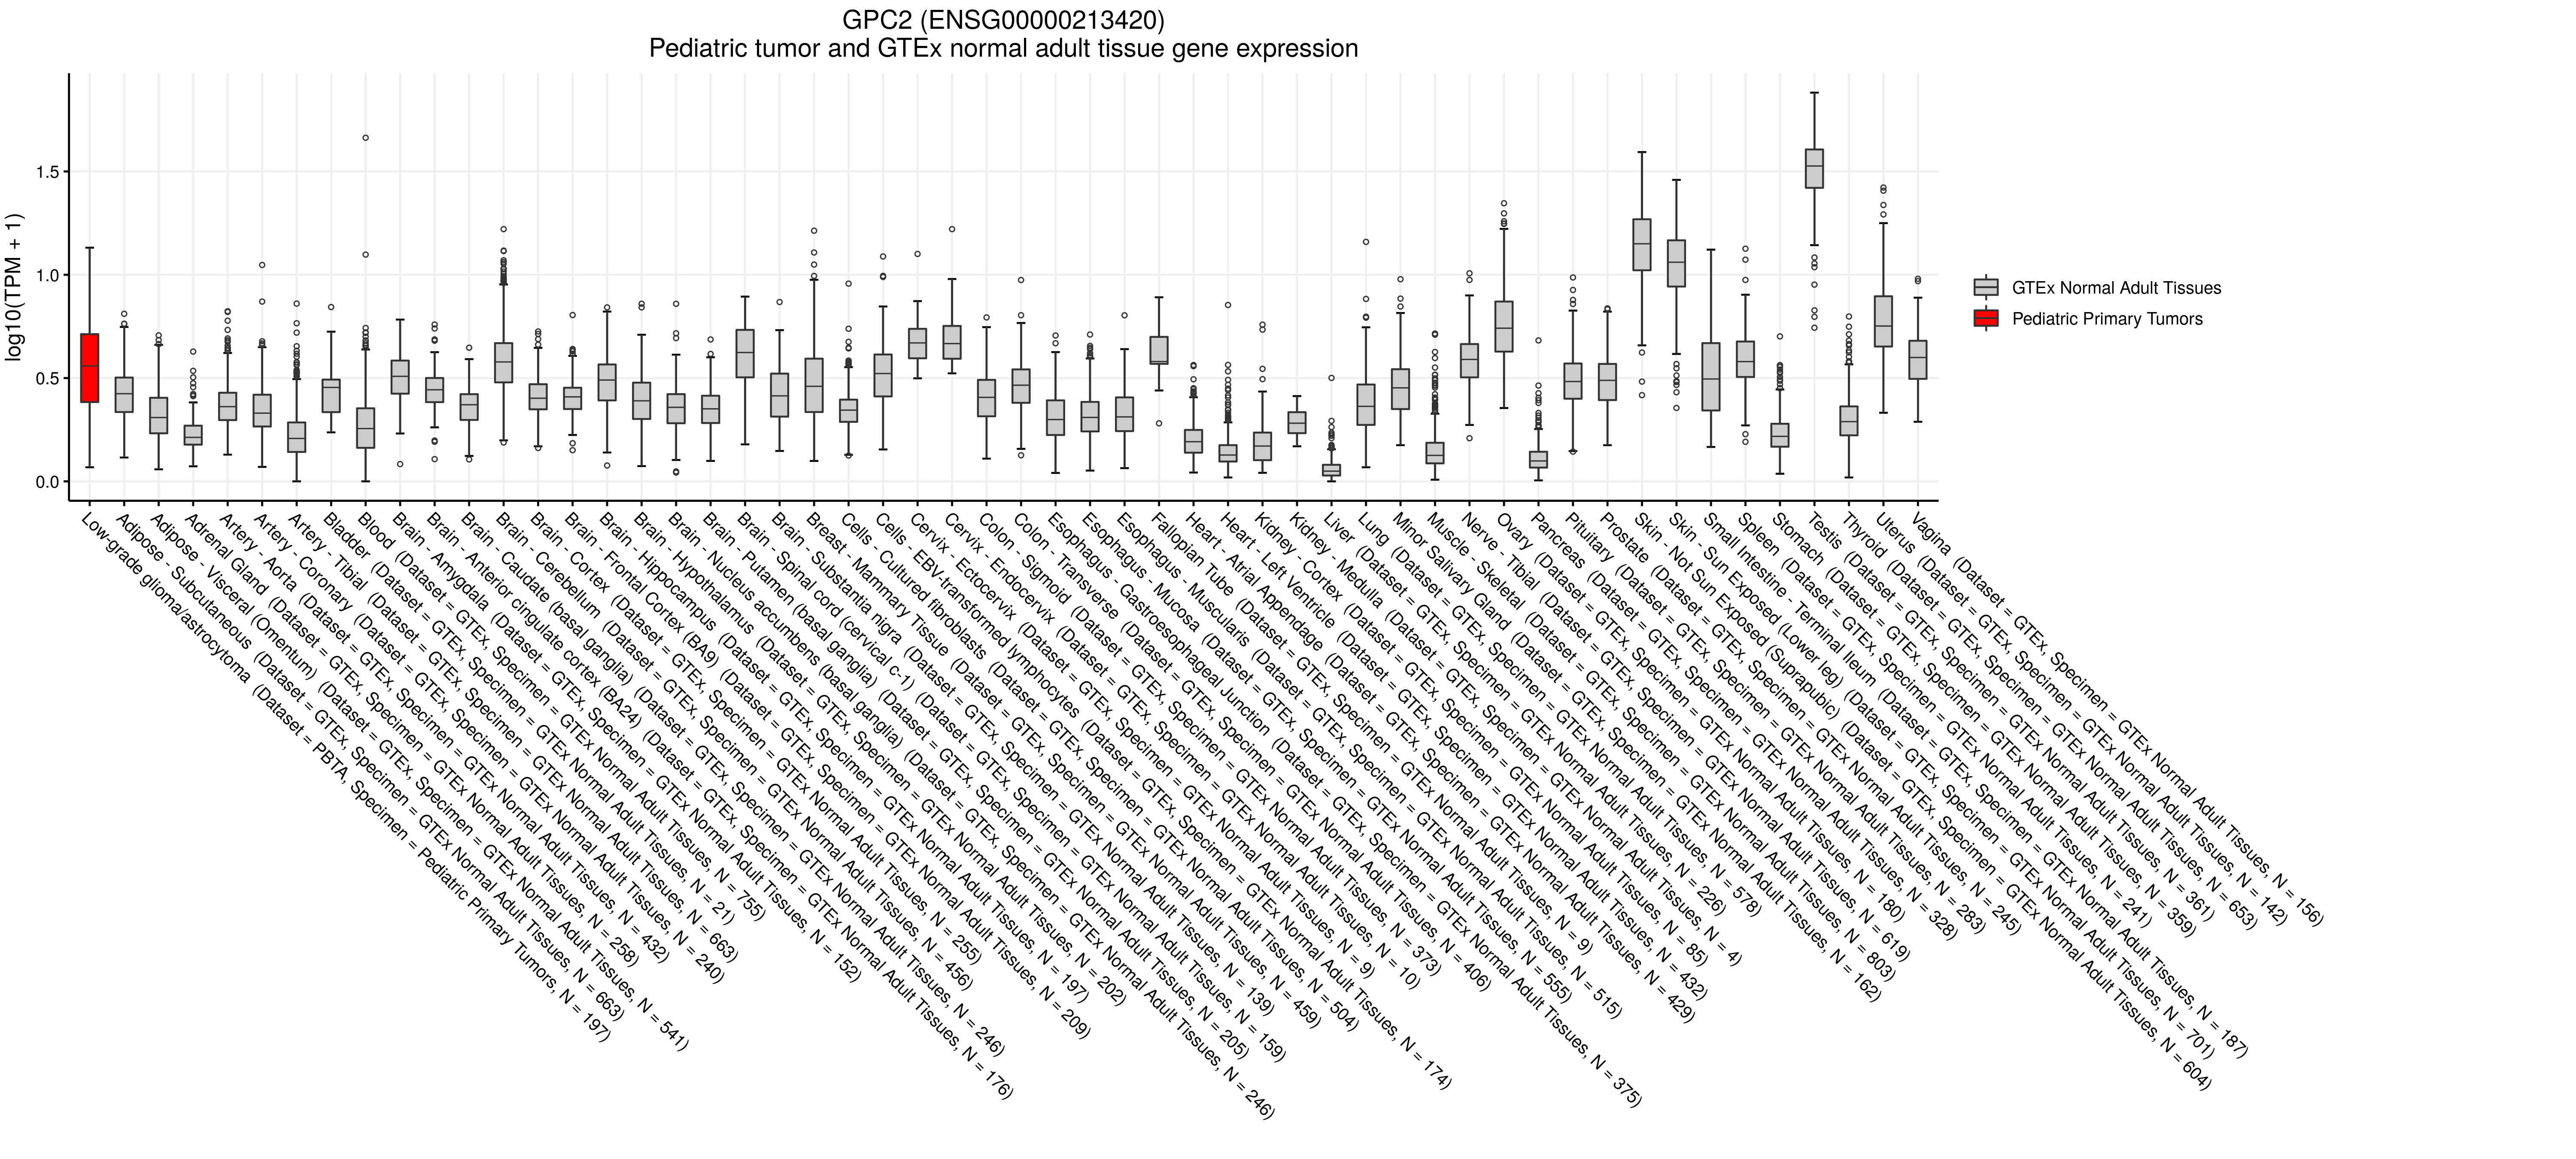 GPC2 (ENSG00000213420)
Pediatric tumor and GTEx normal adult tissue gene expression
log10(TPM + 1)
1.5
1.0
0.5
0.0
GTEx Normal Adult Tissues
Pediatric Primary Tumors
Low-grade glioma/astrocytoma (Dataset = PBTA, Specimen = Pediatric Primary Tumors, N = 197)
Adipose - Subcutaneous (Dataset = GTEx, Specimen = GTEx Normal Adult Tissues, N = 663)
Adipose - Visceral (Omentum) (Dataset = GTEx, Specimen = GTEx Normal Adult Tissues, N = 541)
Adrenal Gland (Dataset = GTEx, Specimen = GTEx Normal Adult Tissues, N = 258)
Artery - Aorta (Dataset = GTEx, Specimen = GTEx Normal Adult Tissues, N = 432)
Artery - Coronary (Dataset = GTEx, Specimen = GTEx Normal Adult Tissues, N = 240)
Artery - Tibial (Dataset = GTEx, Specimen = GTEx Normal Adult Tissues, N = 663)
Bladder (Dataset = GTEx, Specimen = GTEx Normal Adult Tissues, N = 21)
Blood (Dataset = GTEx, Specimen = GTEx Normal Adult Tissues, N = 755)
Brain - Amygdala (Dataset = GTEx, Specimen = GTEx Normal Adult Tissues, N = 152)
Brain - Anterior cingulate cortex (BA24) (Dataset = GTEx, Specimen = GTEx Normal Adult Tissues, N = 176)
Brain - Caudate (basal ganglia) (Dataset = GTEx, Specimen = GTEx Normal Adult Tissues, N = 246)
Brain - Cerebellum (Dataset = GTEx, Specimen = GTEx Normal Adult Tissues, N = 456)
Brain - Cortex (Dataset = GTEx, Specimen = GTEx Normal Adult Tissues, N = 255)
Brain - Frontal Cortex (BA9) (Dataset = GTEx, Specimen = GTEx Normal Adult Tissues, N = 209)
Brain - Hippocampus (Dataset = GTEx, Specimen = GTEx Normal Adult Tissues, N = 197)
Brain - Hypothalamus (Dataset = GTEx, Specimen = GTEx Normal Adult Tissues, N = 202)
Brain - Nucleus accumbens (basal ganglia) (Dataset = GTEx, Specimen = GTEx Normal Adult Tissues, N = 246)
Brain - Putamen (basal ganglia) (Dataset = GTEx, Specimen = GTEx Normal Adult Tissues, N = 205)
Brain - Spinal cord (cervical c-1) (Dataset = GTEx, Specimen = GTEx Normal Adult Tissues, N = 159)
Brain - Substantia nigra (Dataset = GTEx, Specimen = GTEx Normal Adult Tissues, N = 139)
Breast - Mammary Tissue (Dataset = GTEx, Specimen = GTEx Normal Adult Tissues, N = 459)
Cells - Cultured fibroblasts (Dataset = GTEx, Specimen = GTEx Normal Adult Tissues, N = 504)
Cells - EBV-transformed lymphocytes (Dataset = GTEx, Specimen = GTEx Normal Adult Tissues, N = 174)
Cervix - Ectocervix (Dataset = GTEx, Specimen = GTEx Normal Adult Tissues, N = 9)
Cervix - Endocervix (Dataset = GTEx, Specimen = GTEx Normal Adult Tissues, N = 10)
Colon - Sigmoid (Dataset = GTEx, Specimen = GTEx Normal Adult Tissues, N = 373)
Colon - Transverse (Dataset = GTEx, Specimen = GTEx Normal Adult Tissues, N = 406)
Esophagus - Gastroesophageal Junction (Dataset = GTEx, Specimen = GTEx Normal Adult Tissues, N = 375)
Esophagus - Mucosa (Dataset = GTEx, Specimen = GTEx Normal Adult Tissues, N = 555)
Esophagus - Muscularis (Dataset = GTEx, Specimen = GTEx Normal Adult Tissues, N = 515)
Fallopian Tube (Dataset = GTEx, Specimen = GTEx Normal Adult Tissues, N = 9)
Heart - Atrial Appendage (Dataset = GTEx, Specimen = GTEx Normal Adult Tissues, N = 429)
Heart - Left Ventricle (Dataset = GTEx, Specimen = GTEx Normal Adult Tissues, N = 432)
Kidney - Cortex (Dataset = GTEx, Specimen = GTEx Normal Adult Tissues, N = 85)
Kidney - Medulla (Dataset = GTEx, Specimen = GTEx Normal Adult Tissues, N = 4)
Liver (Dataset = GTEx, Specimen = GTEx Normal Adult Tissues, N = 226)
Lung (Dataset = GTEx, Specimen = GTEx Normal Adult Tissues, N = 578)
Minor Salivary Gland (Dataset = GTEx, Specimen = GTEx Normal Adult Tissues, N = 162)
Muscle - Skeletal (Dataset = GTEx, Specimen = GTEx Normal Adult Tissues, N = 803)
Nerve - Tibial (Dataset = GTEx, Specimen = GTEx Normal Adult Tissues, N = 619)
Ovary (Dataset = GTEx, Specimen = GTEx Normal Adult Tissues, N = 180)
Pancreas (Dataset = GTEx, Specimen = GTEx Normal Adult Tissues, N = 328)
Pituitary (Dataset = GTEx, Specimen = GTEx Normal Adult Tissues, N = 283)
Prostate (Dataset = GTEx, Specimen = GTEx Normal Adult Tissues, N = 245)
Skin - Not Sun Exposed (Suprapubic) (Dataset = GTEx, Specimen = GTEx Normal Adult Tissues, N = 604)
Skin - Sun Exposed (Lower leg) (Dataset = GTEx, Specimen = GTEx Normal Adult Tissues, N = 701)
Small Intestine - Terminal Ileum (Dataset = GTEx, Specimen = GTEx Normal Adult Tissues, N = 187)
Spleen (Dataset = GTEx, Specimen = GTEx Normal Adult Tissues, N = 241)
Stomach (Dataset = GTEx, Specimen = GTEx Normal Adult Tissues, N = 359)
Testis (Dataset = GTEx, Specimen = GTEx Normal Adult Tissues, N = 361)
Thyroid (Dataset = GTEx, Specimen = GTEx Normal Adult Tissues, N = 653)
Uterus (Dataset = GTEx, Specimen = GTEx Normal Adult Tissues, N = 142)
Vagina (Dataset = GTEx, Specimen = GTEx Normal Adult Tissues, N = 156)